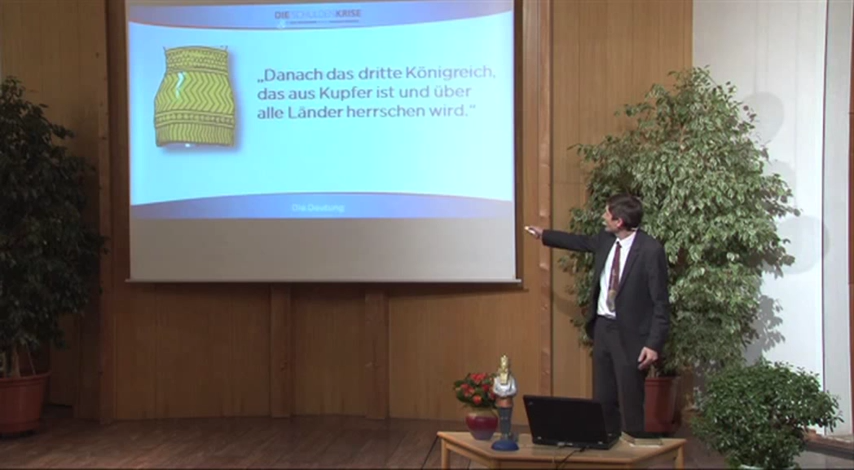 DIE SCHULDENKRISE
„Danach das dritte Königreich,
das aus Kupfer ist und über
alle Länder herrschen wird.“
Die Deutung